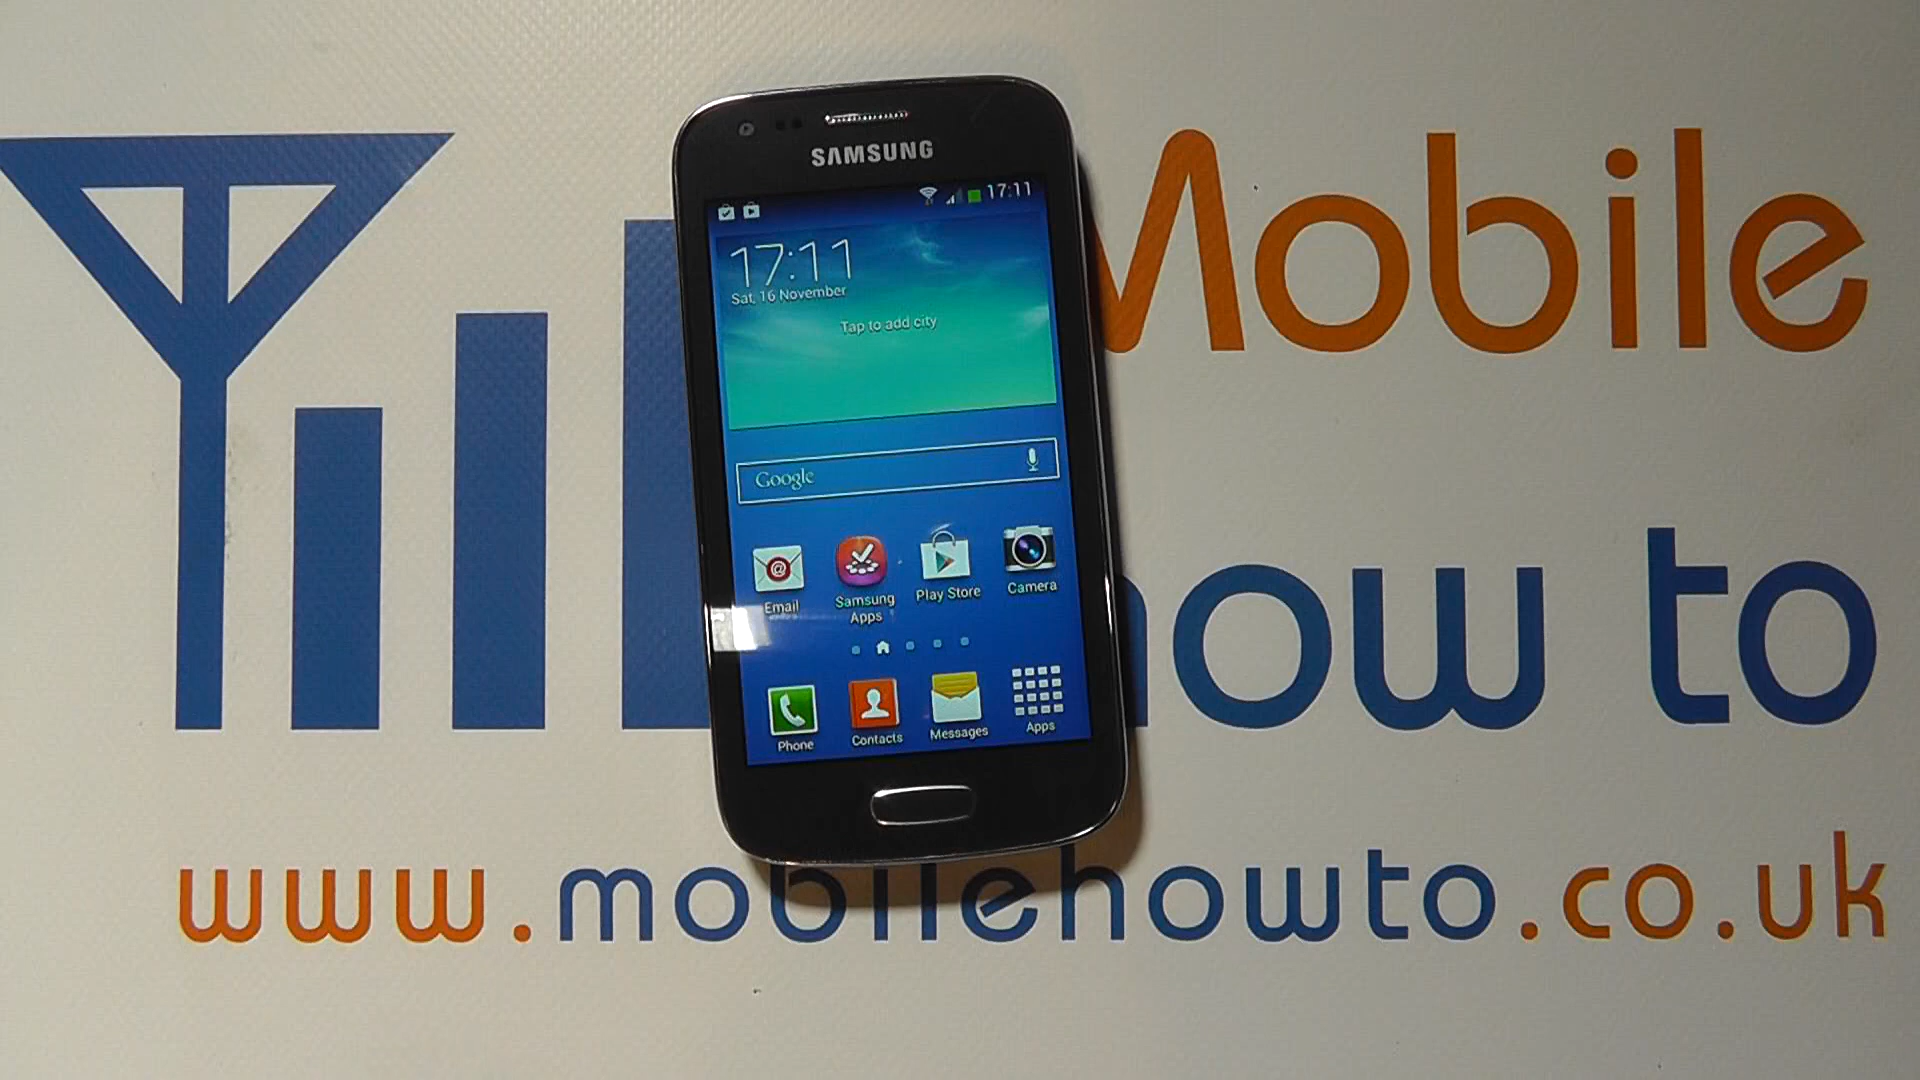 Mobile
how to
www.mobilehowto.co.uk
SAMSUNG
17:11
17:11
Sat, 16 November
Tap to add city
Google
Email
Samsung Apps
Play Store
Camera
Phone
Contacts
Messages
Apps